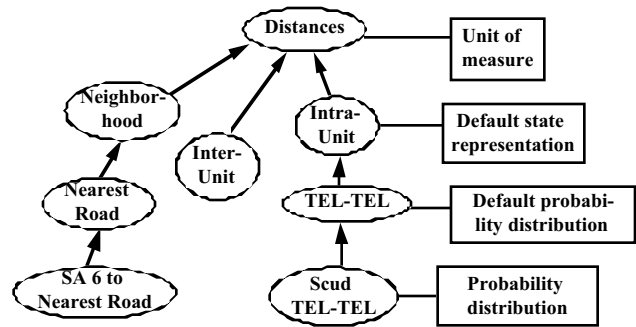 Distances
Unit of
measure
Neighbor-
hood
Inter-
Unit
Intra-
Unit
Default state
representation
Nearest
Road
TEL-TEL
Default probabi-
lity distribution
SA 6 to
Nearest Road
Scud
TEL-TEL
Probability
distribution